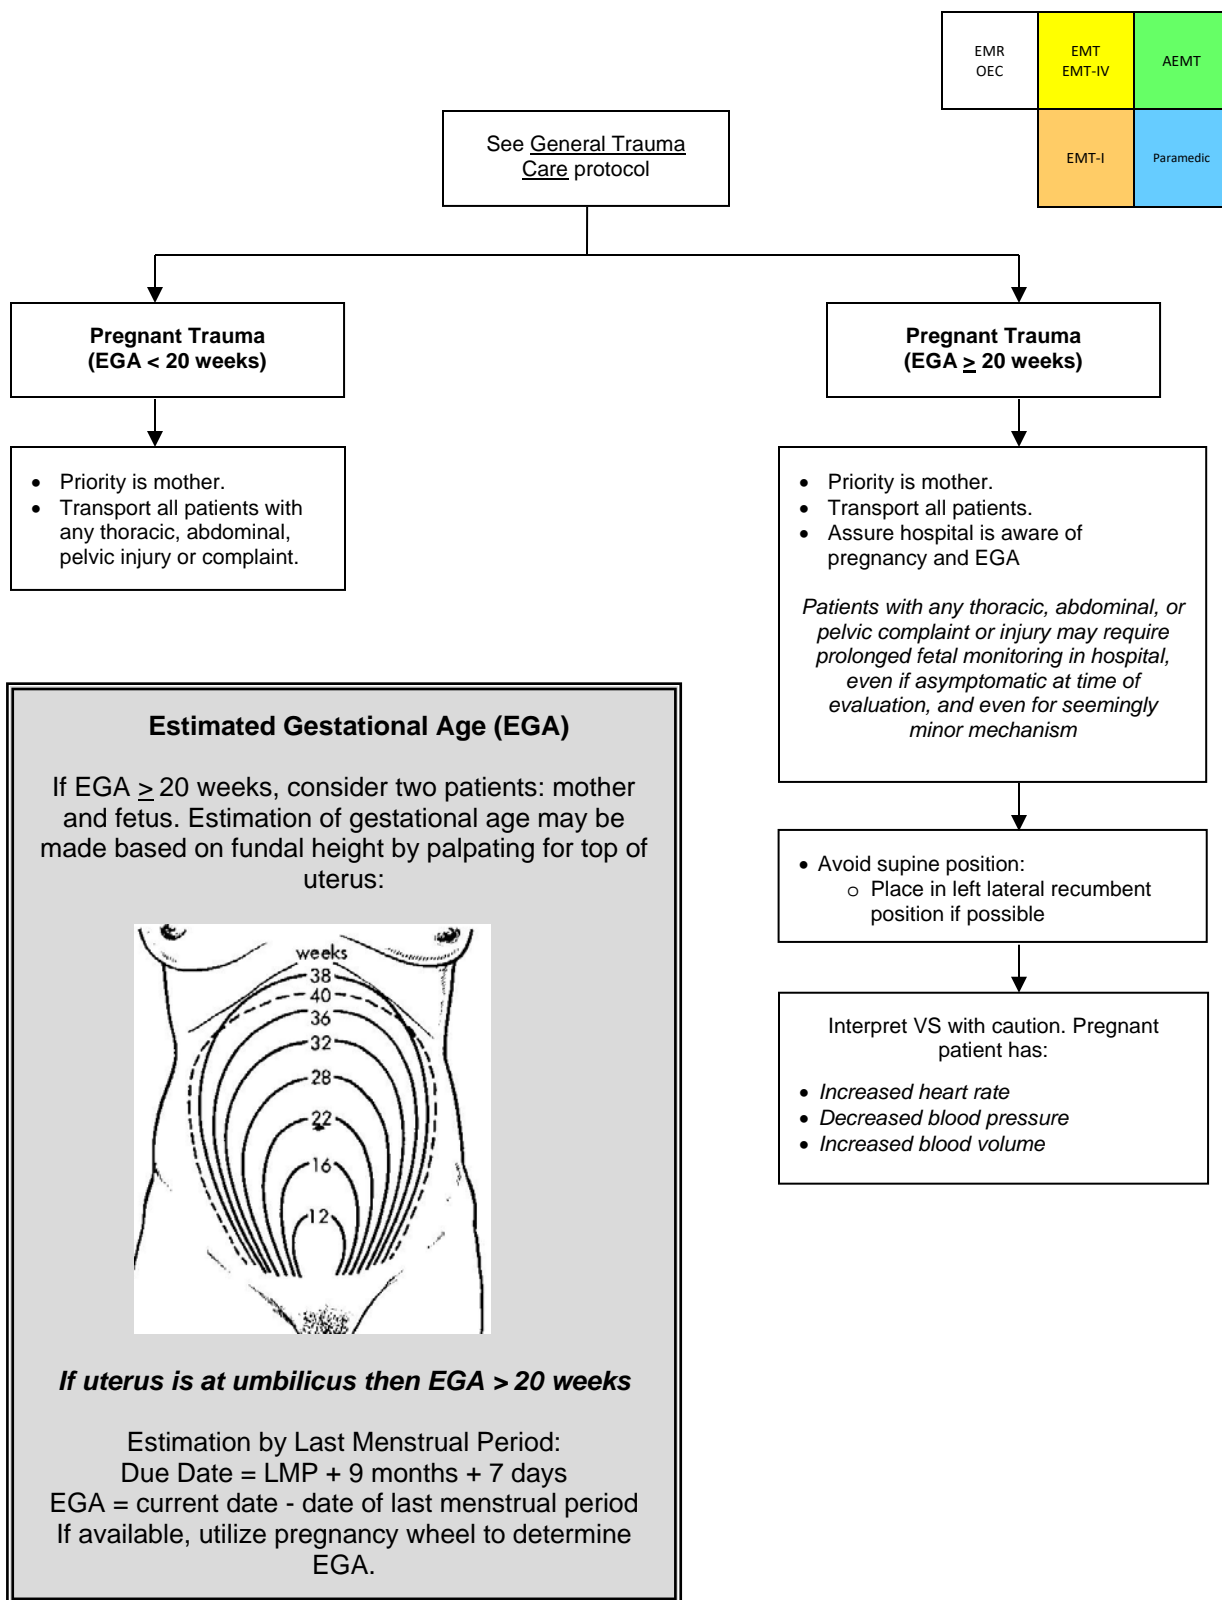 EMR
OEC
EMT
EMT-IV
AEMT
EMT-I
Paramedic
See General Trauma
Care protocol
Pregnant Trauma
(EGA < 20 weeks)
Pregnant Trauma
(EGA ≥ 20 weeks)
• Priority is mother.
• Transport all patients with
any thoracic, abdominal,
pelvic injury or complaint.
• Priority is mother.
• Transport all patients.
• Assure hospital is aware of
pregnancy and EGA
Patients with any thoracic, abdominal, or
pelvic complaint or injury may require
prolonged fetal monitoring in hospital,
even if asymptomatic at time of
evaluation, and even for seemingly
minor mechanism
• Avoid supine position:
o Place in left lateral recumbent
position if possible
Interpret VS with caution. Pregnant
patient has:
• Increased heart rate
• Decreased blood pressure
• Increased blood volume
Estimated Gestational Age (EGA)
If EGA ≥ 20 weeks, consider two patients: mother
and fetus. Estimation of gestational age may be
made based on fundal height by palpating for top of
uterus:
weeks
38
40
36
32
28
22
16
12
If uterus is at umbilicus then EGA > 20 weeks
Estimation by Last Menstrual Period:
Due Date = LMP + 9 months + 7 days
EGA = current date - date of last menstrual period
If available, utilize pregnancy wheel to determine
EGA.